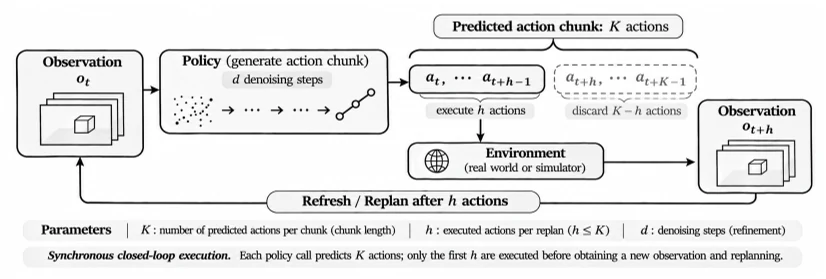 Predicted action chunk: K actions
Observation
o_t
Policy (generate action chunk)
d denoising steps
a_t, ··· a_{t+h−1}
a_{t+h}, ··· a_{t+K−1}
execute h actions
discard K − h actions
Observation
o_{t+h}
Environment
(real world or simulator)
Refresh / Replan after h actions
Parameters | K : number of predicted actions per chunk (chunk length) | h : executed actions per replan (h ≤ K) | d : denoising steps (refinement)
Synchronous closed-loop execution. Each policy call predicts K actions; only the first h are executed before obtaining a new observation and replanning.